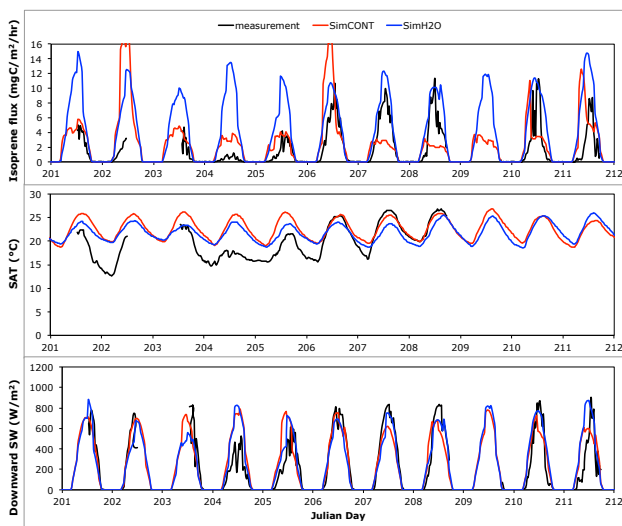 measurement SimCONT SimH2O
Isoprene flux (mgC/m²/hr)
16
14
12
10
8
6
4
2
0
201 202 203 204 205 206 207 208 209 210 211 212
SAT (°C)
30
25
20
15
10
5
0
201 202 203 204 205 206 207 208 209 210 211 212
Downward SW (W/m²)
1200
1000
800
600
400
200
0
201 202 203 204 205 206 207 208 209 210 211 212
Julian Day